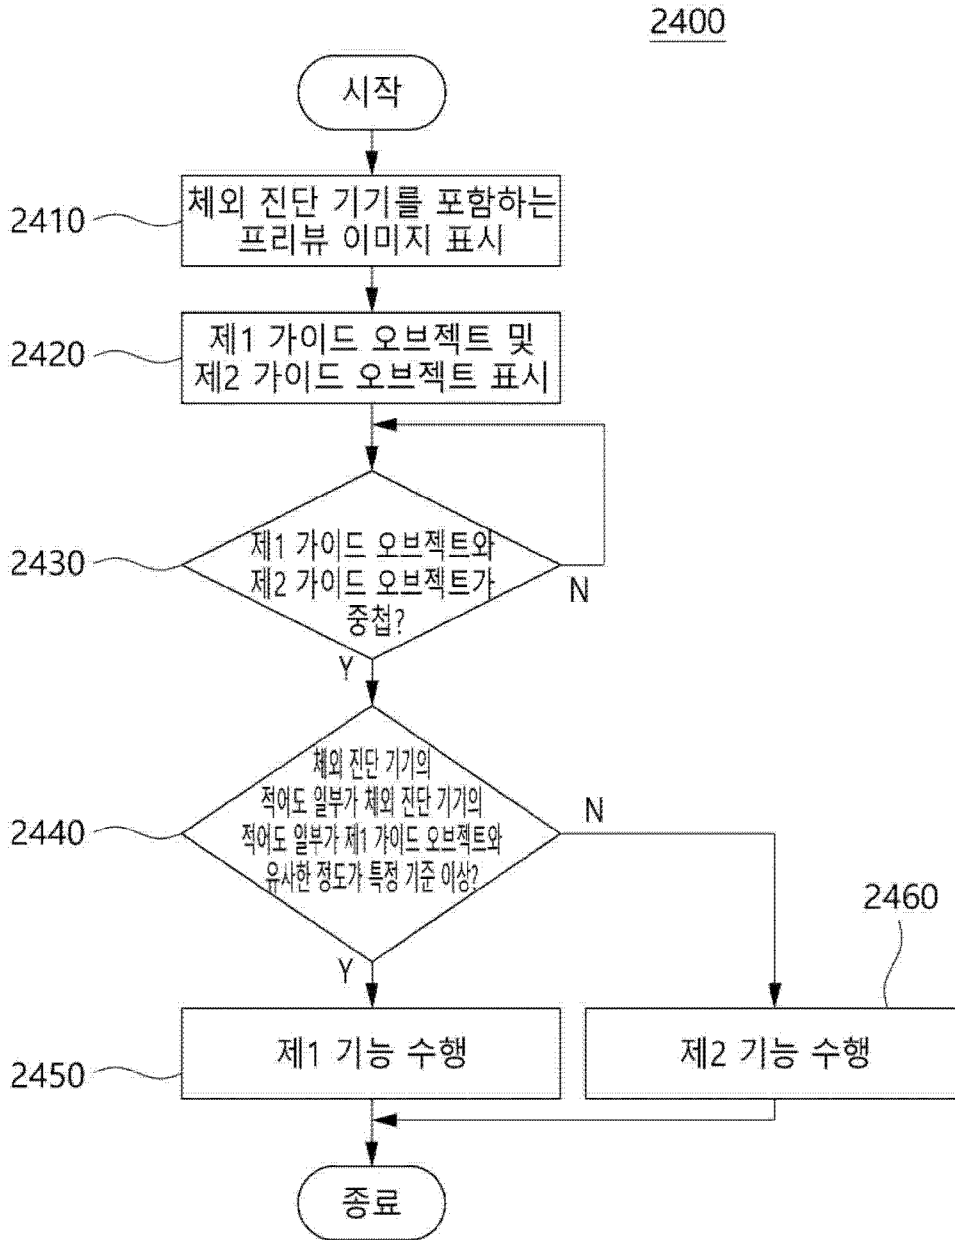 2400
시작
2410
체외 진단 기기를 포함하는
프리뷰 이미지 표시
2420
제1 가이드 오브젝트 및
제2 가이드 오브젝트 표시
2430
제1 가이드 오브젝트와
제2 가이드 오브젝트가
중첩?
N
Y
2440
체외 진단 기기의
적어도 일부가 체외 진단 기기의
적어도 일부가 제1 가이드 오브젝트와
유사한 정도가 특정 기준 이상?
N
Y
2460
2450
제1 기능 수행
제2 기능 수행
종료